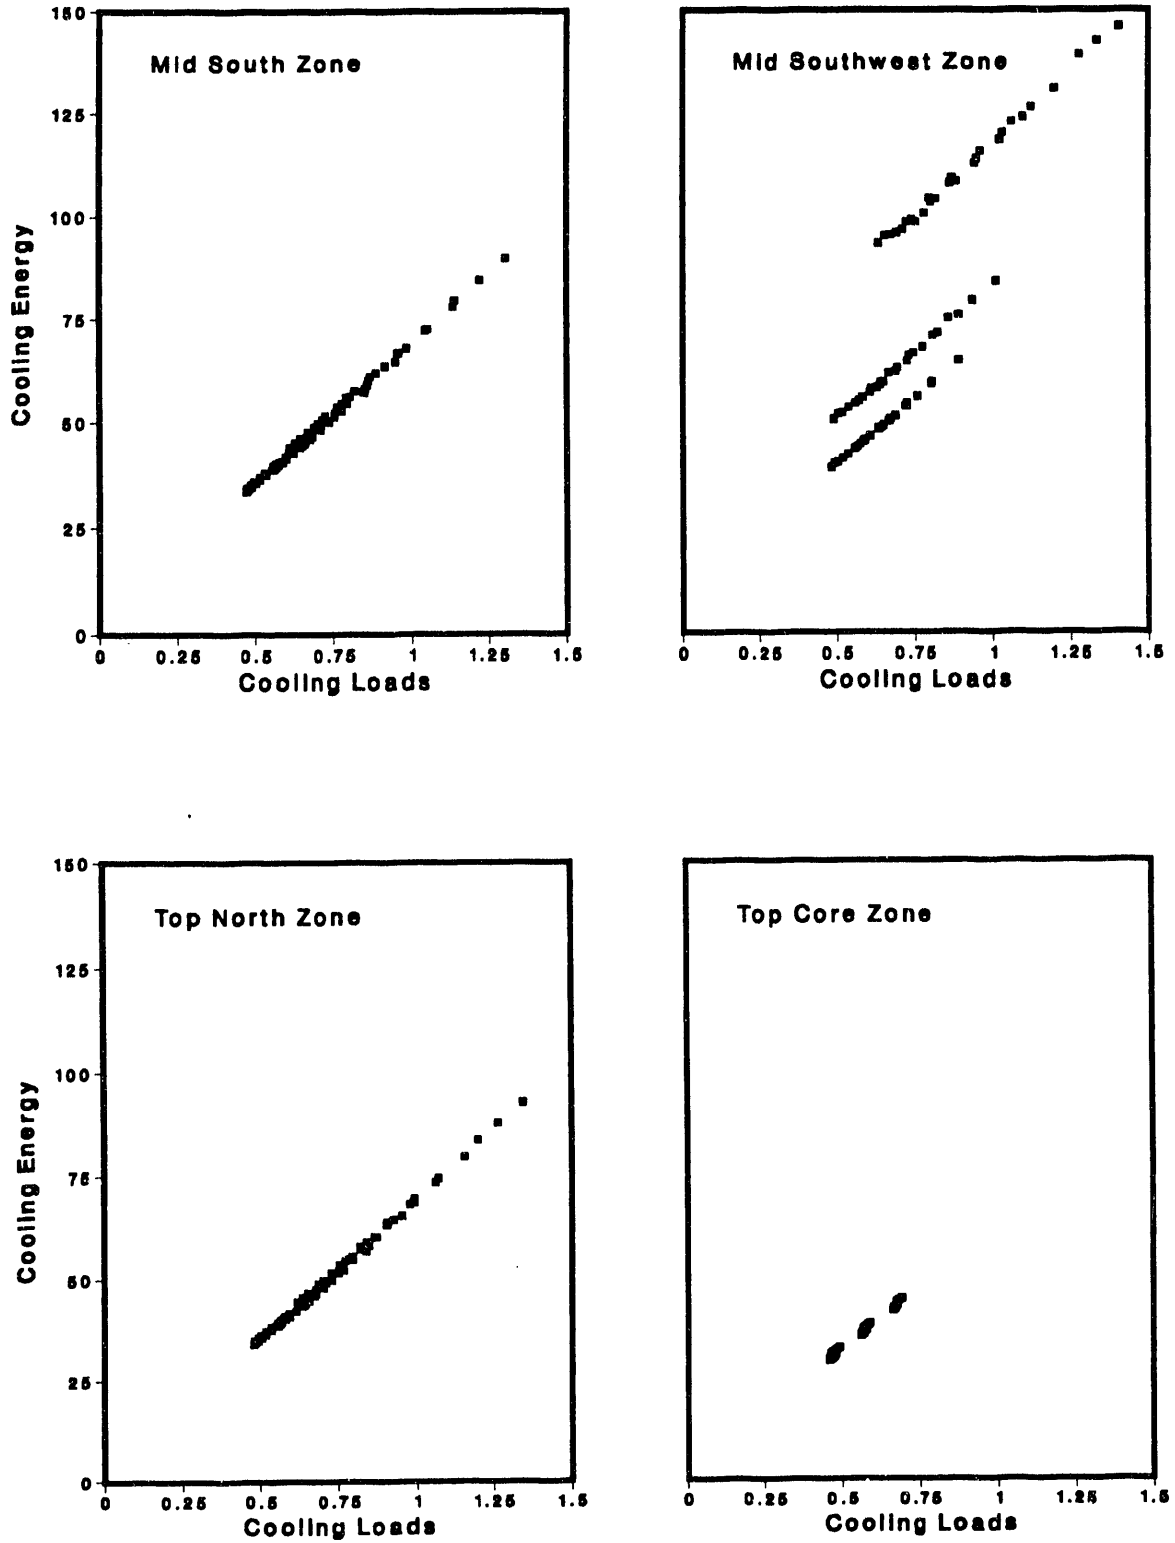 150
Mid South Zone
125
100
75
50
25
0
Cooling Energy
0 0.25 0.5 0.75 1 1.25 1.5
Cooling Loads
Mid Southwest Zone
0 0.25 0.5 0.75 1 1.25 1.5
Cooling Loads
150
Top North Zone
125
100
75
50
25
0
Cooling Energy
0 0.25 0.5 0.75 1 1.25 1.5
Cooling Loads
Top Core Zone
0 0.25 0.5 0.75 1 1.25 1.5
Cooling Loads